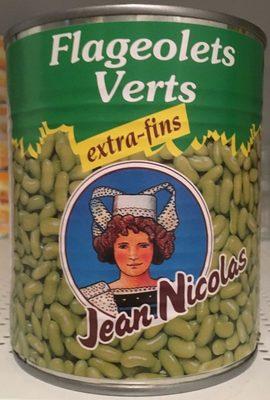 Flageolets
Verts
extra-fins
Jean Nicolas